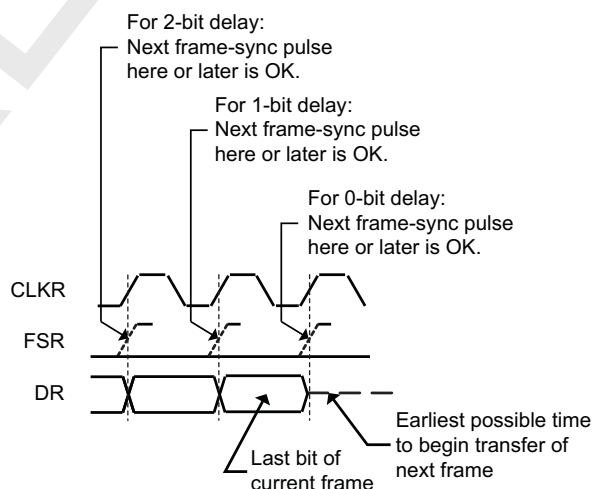 For 2-bit delay:
Next frame-sync pulse
here or later is OK.
For 1-bit delay:
Next frame-sync pulse
here or later is OK.
For 0-bit delay:
Next frame-sync pulse
here or later is OK.
CLKR
FSR
DR
Earliest possible time
to begin transfer of
next frame
Last bit of
current frame